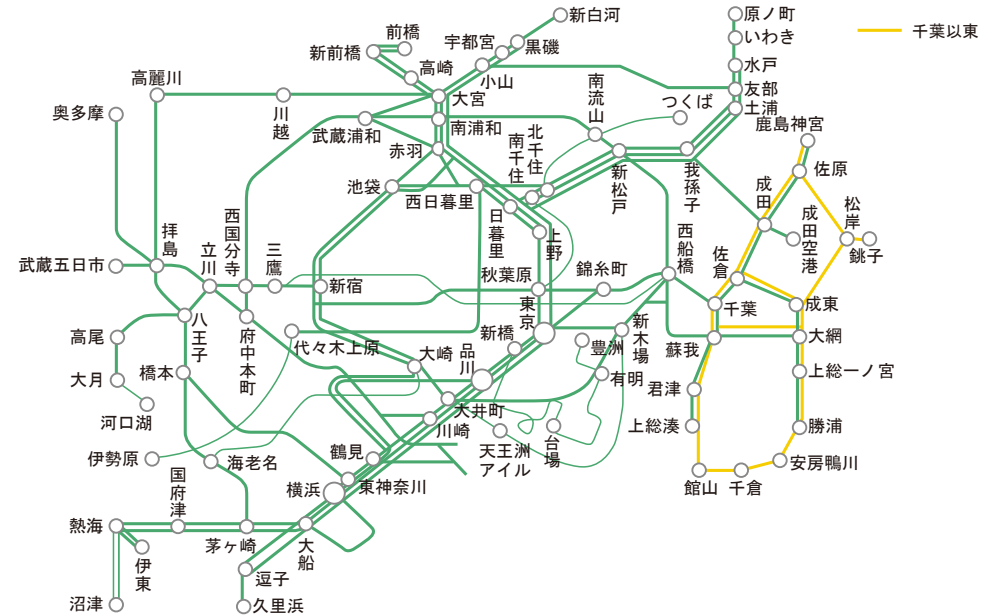 新白河
原ノ町
千葉以東
前橋
新前橋
宇都宮
黒磯
いわき
高崎
小山
水戸
高麗川
大宮
南流山
つくば
友部
奥多摩
川越
武蔵浦和
南浦和
土浦
鹿島神宮
赤羽
南千住
北千住
新松戸
我孫子
佐原
池袋
西日暮里
日暮里
成田
松岸
拝島
立川
西国分寺
三鷹
上野
西船橋
成田空港
銚子
武蔵五日市
新宿
秋葉原
錦糸町
佐倉
東京
千葉
成東
八王子
府中本町
代々木上原
新橋
新木場
高尾
大崎
品川
豊洲
蘇我
大網
大月
橋本
有明
上総一ノ宮
君津
河口湖
大井町
川崎
台場
上総湊
勝浦
伊勢原
海老名
鶴見
天王洲
アイル
安房鴨川
国府津
横浜
東神奈川
館山
千倉
熱海
茅ヶ崎
大船
伊東
逗子
沼津
久里浜